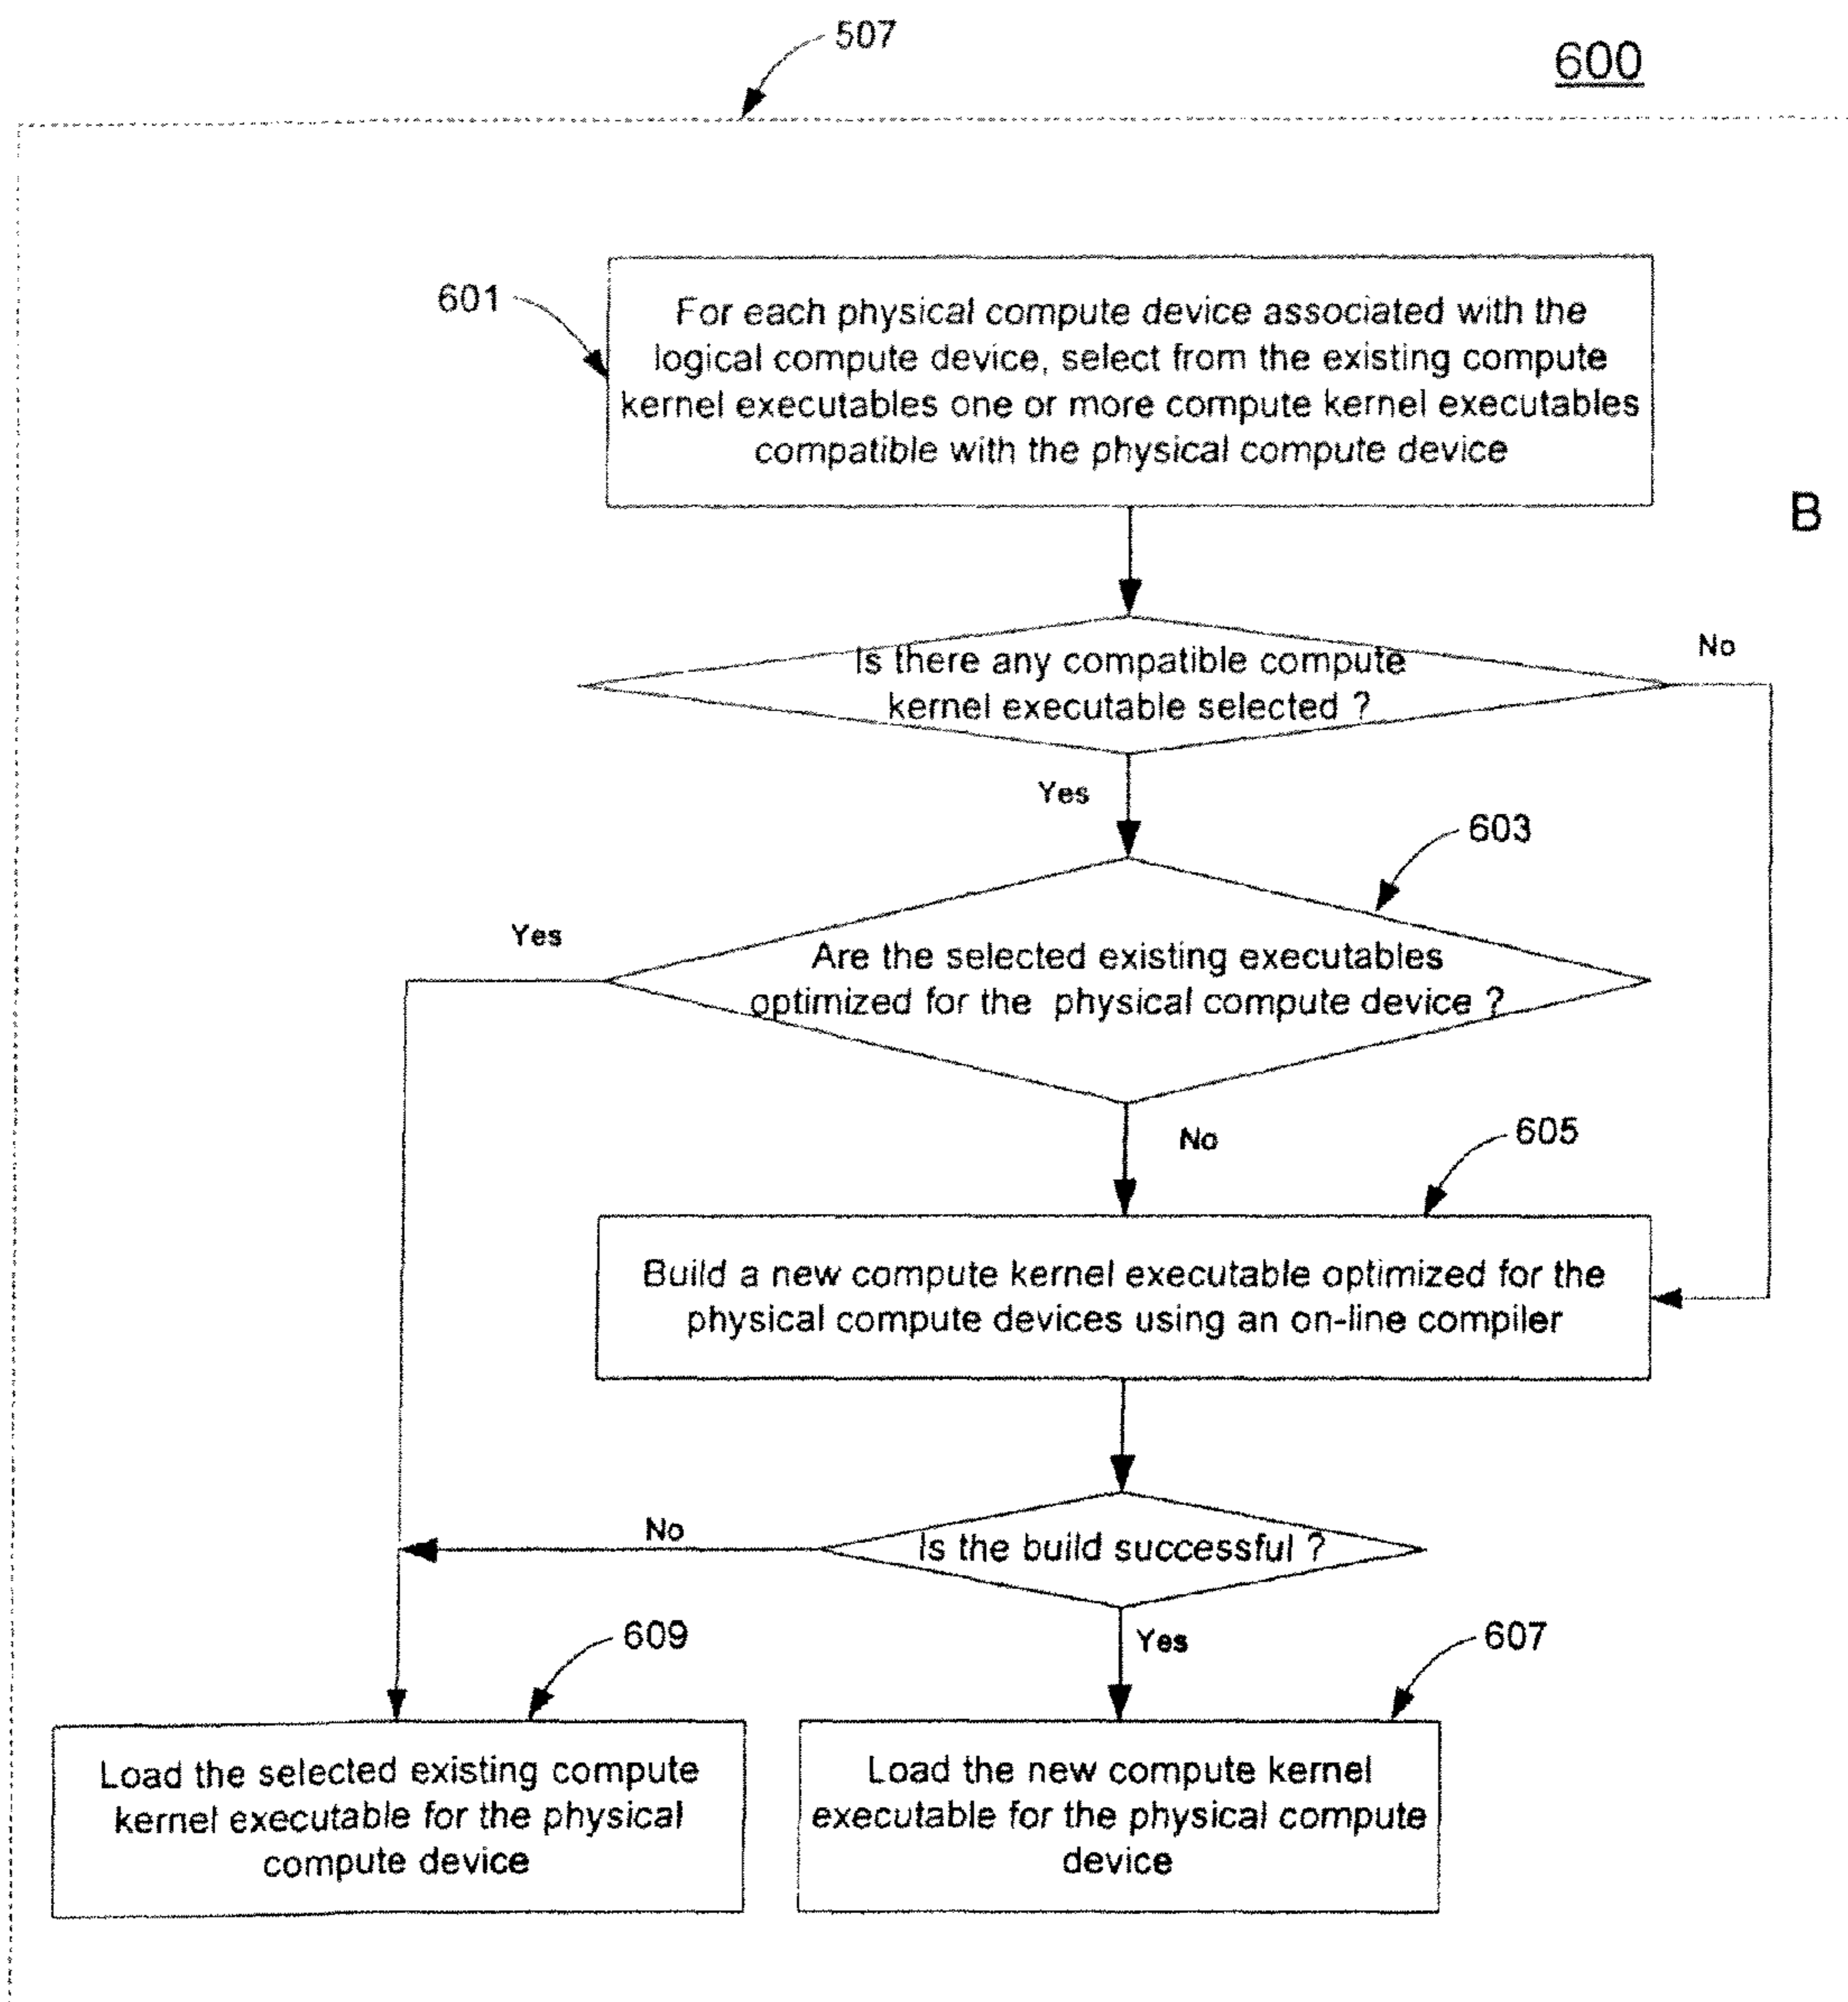 507
600
601
For each physical compute device associated with the
logical compute device, select from the existing compute
kernel executables one or more compute kernel executables
compatible with the physical compute device
B
Is there any compatible compute
kernel executable selected ?
No
Yes
603
Yes
Are the selected existing executables
optimized for the physical compute device ?
No
605
Build a new compute kernel executable optimized for the
physical compute devices using an on-line compiler
No
Is the build successful ?
609
Yes
607
Load the selected existing compute
kernel executable for the physical
compute device
Load the new compute kernel
executable for the physical compute
device